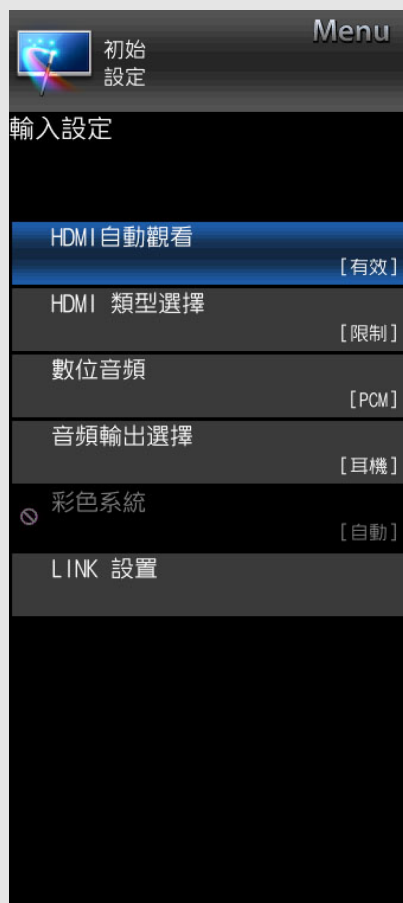 Menu
初始
設定
輸入設定
HDMI自動觀看
[有效]
HDMI 類型選擇
[限制]
數位音頻
[PCM]
音頻輸出選擇
[耳機]
彩色系統
[自動]
LINK 設置